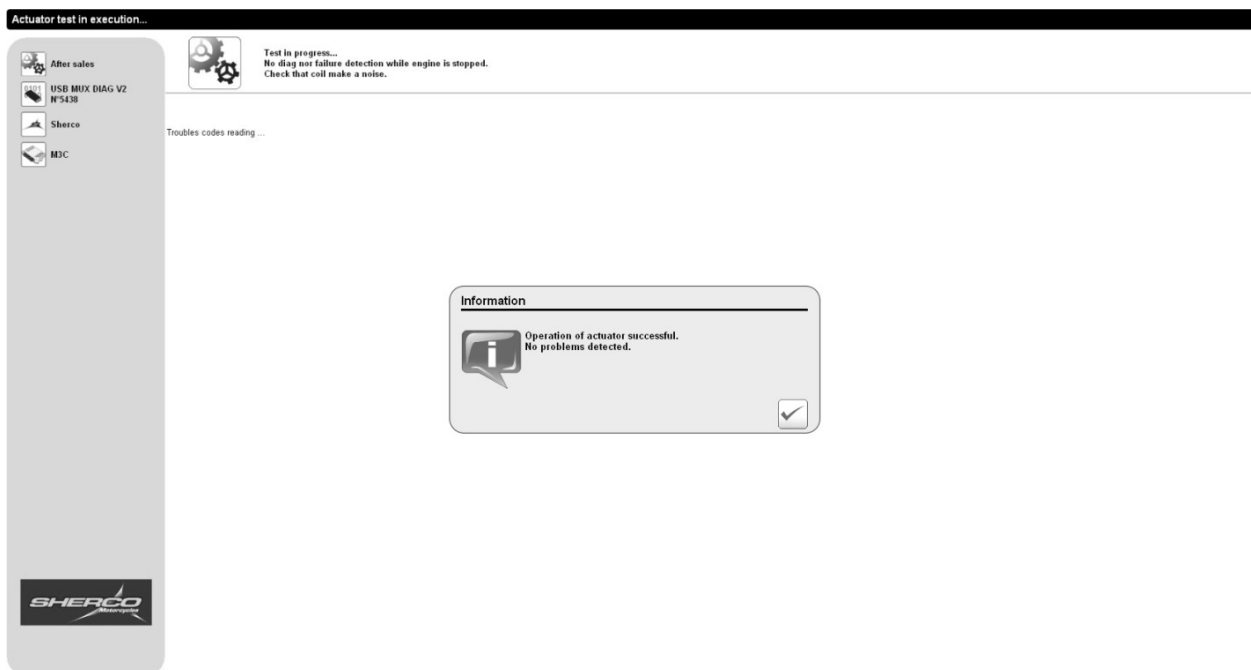 Actuator test in execution...
After sales
USB MUX DIAG V2
N°5438
Sherco
M3C
Test in progress...
No diag nor failure detection while engine is stopped.
Check that coil make a noise.
Troubles codes reading ...
Information
Operation of actuator successful.
No problems detected.
SHERCO
Motorcycles